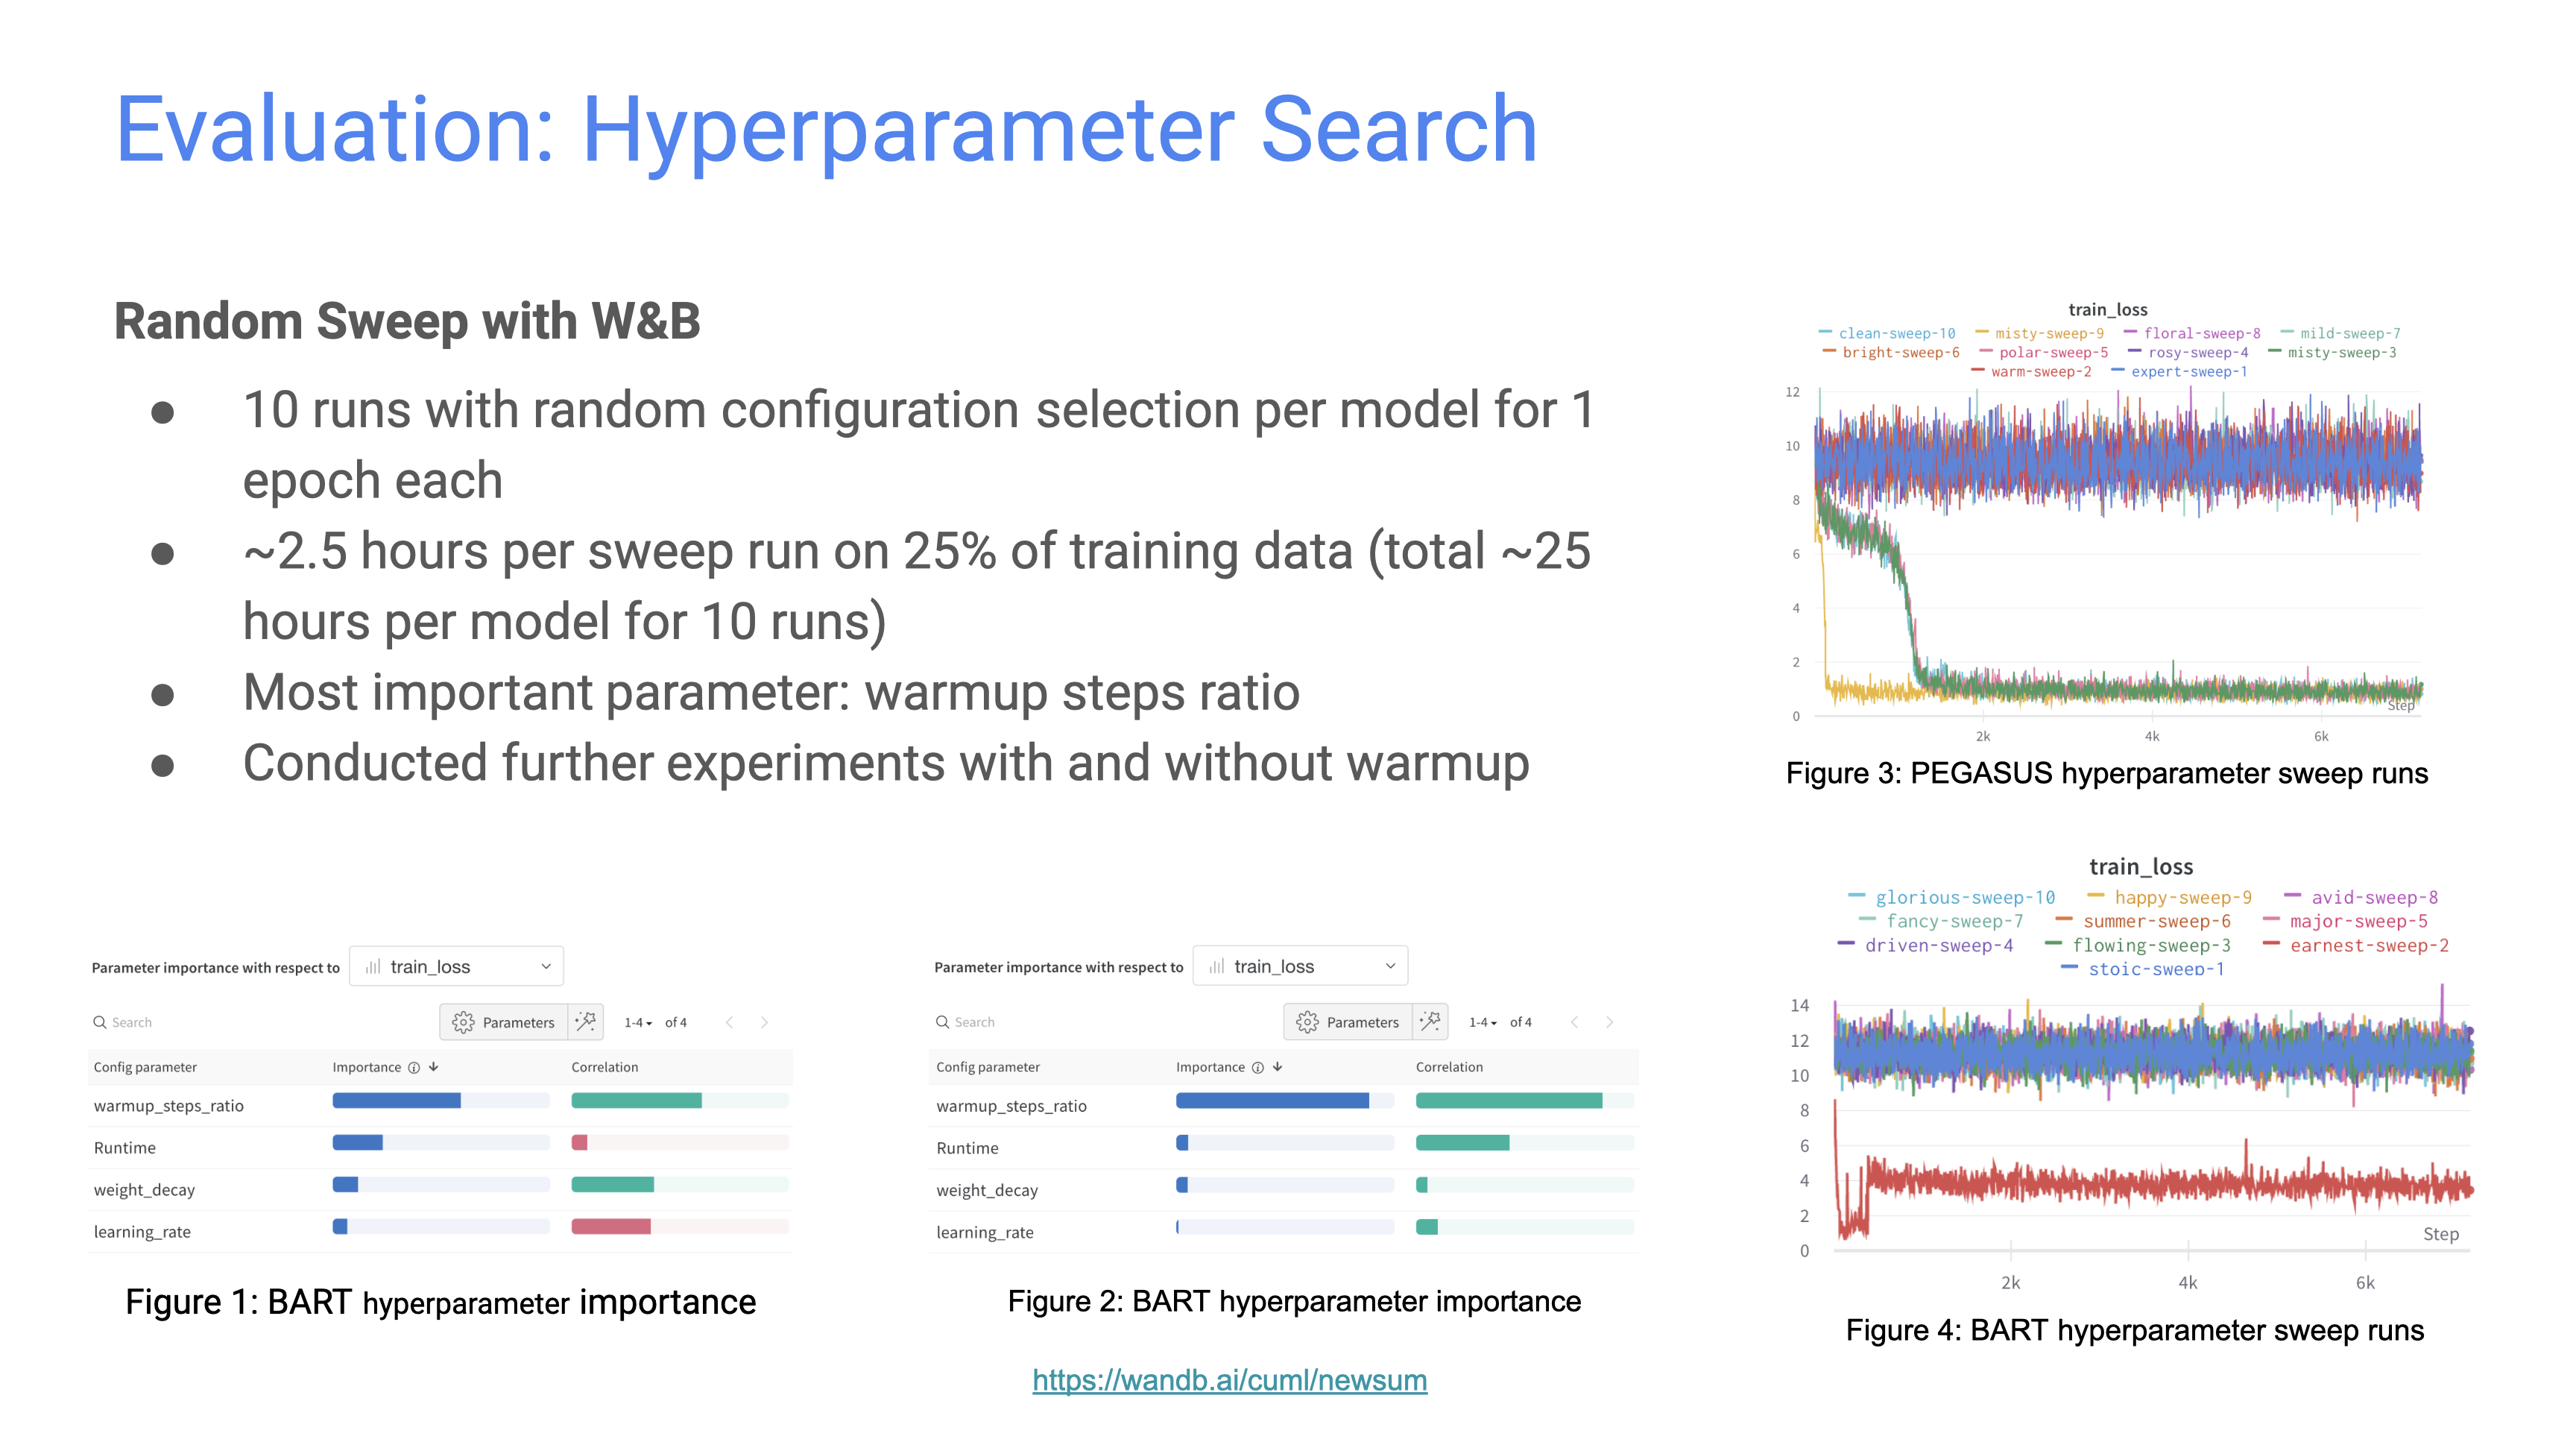 Evaluation: Hyperparameter Search
Random Sweep with W&B
● 10 runs with random configuration selection per model for 1
epoch each
● ~2.5 hours per sweep run on 25% of training data (total ~25
hours per model for 10 runs)
● Most important parameter: warmup steps ratio
● Conducted further experiments with and without warmup
train_loss
clean-sweep-10 misty-sweep-9 floral-sweep-8 mild-sweep-7
bright-sweep-6 polar-sweep-5 rosy-sweep-4 misty-sweep-3
warm-sweep-2 expert-sweep-1
12
10
8
6
4
2
0
Step
2k 4k 6k
Figure 3: PEGASUS hyperparameter sweep runs
train_loss
glorious-sweep-10 happy-sweep-9 avid-sweep-8
fancy-sweep-7 summer-sweep-6 major-sweep-5
driven-sweep-4 flowing-sweep-3 earnest-sweep-2
stoic-sweep-1
14
12
10
8
6
4
2
0
Step
2k 4k 6k
Figure 4: BART hyperparameter sweep runs
Parameter importance with respect to train_loss
Search Parameters 1-4 of 4
Config parameter Importance Correlation
warmup_steps_ratio
Runtime
weight_decay
learning_rate
Figure 1: BART hyperparameter importance
Parameter importance with respect to train_loss
Search Parameters 1-4 of 4
Config parameter Importance Correlation
warmup_steps_ratio
Runtime
weight_decay
learning_rate
Figure 2: BART hyperparameter importance
https://wandb.ai/cuml/newsum